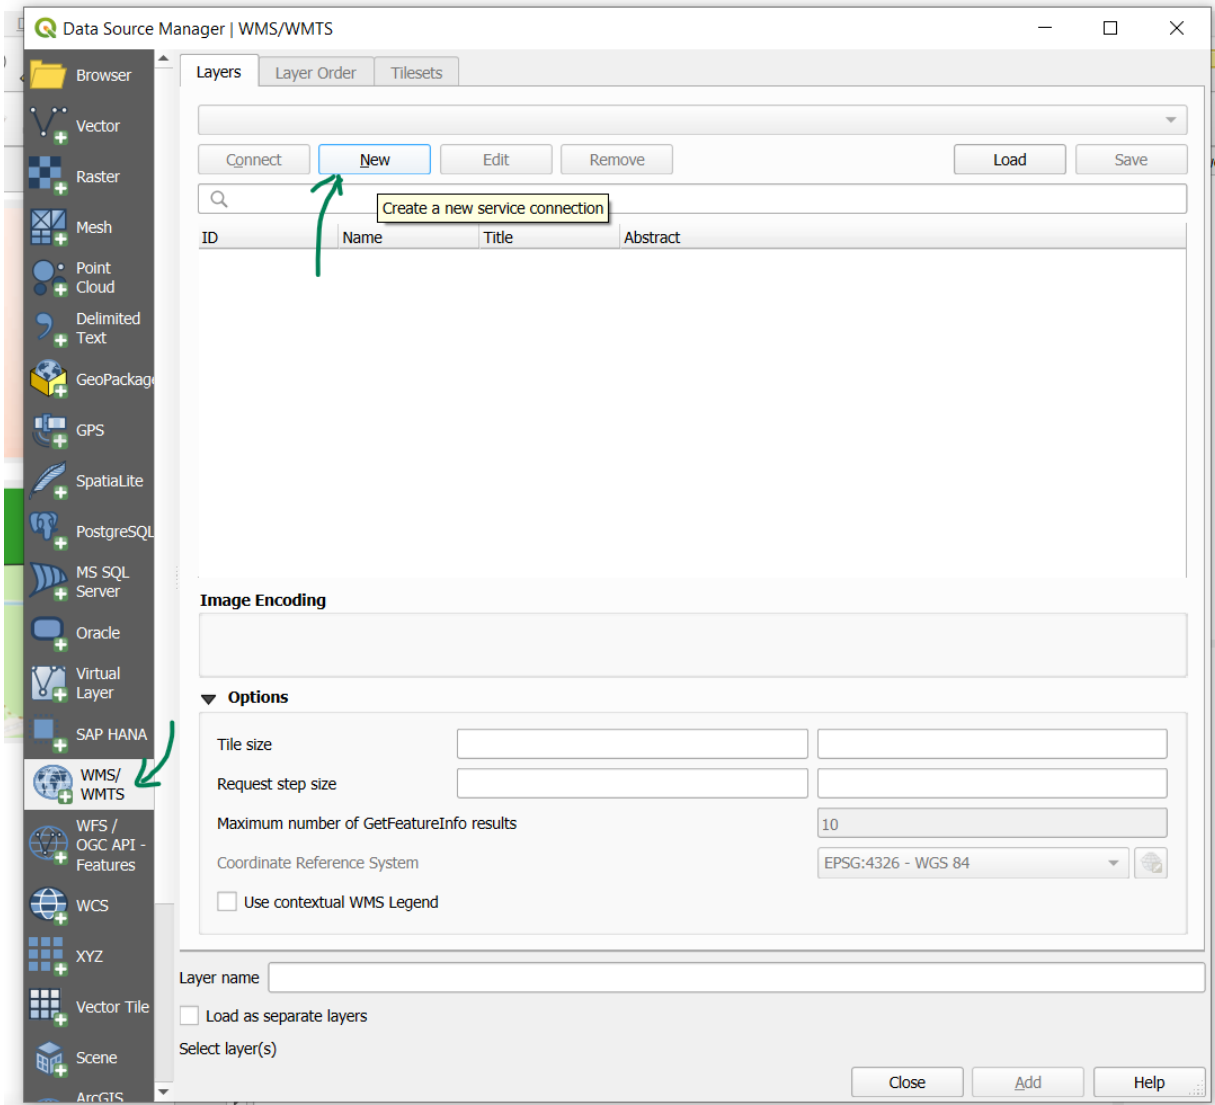 Data Source Manager | WMS/WMTS
Browser
Vector
Raster
Mesh
Point
Cloud
Delimited
Text
GeoPackage
GPS
SpatiaLite
PostgreSQL
MS SQL
Server
Oracle
Virtual
Layer
SAP HANA
WMS/
WMTS
WFS /
OGC API -
Features
WCS
XYZ
Vector Tile
Scene
ArcGIS
Layers Layer Order Tilesets
Connect New Edit Remove Load Save
Create a new service connection
ID Name Title Abstract
Image Encoding
Options
Tile size
Request step size
Maximum number of GetFeatureInfo results 10
Coordinate Reference System EPSG:4326 - WGS 84
Use contextual WMS Legend
Layer name
Load as separate layers
Select layer(s)
Close Add Help